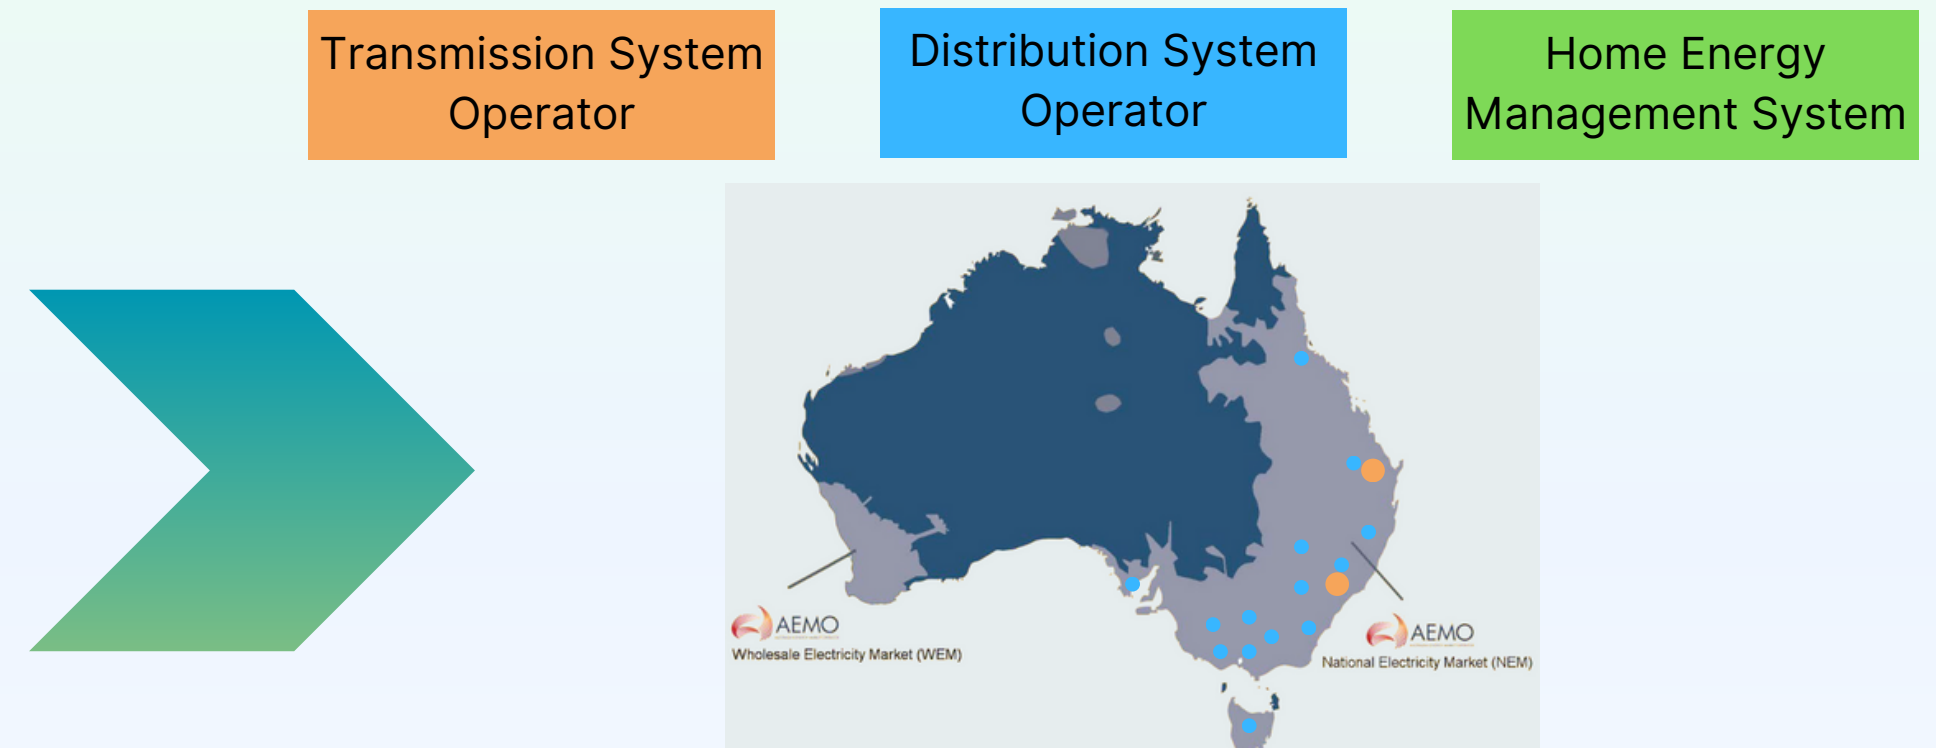 Transmission System
Operator
Distribution System
Operator
Home Energy
Management System
AEMO
Wholesale Electricity Market (WEM)
AEMO
National Electricity Market (NEM)